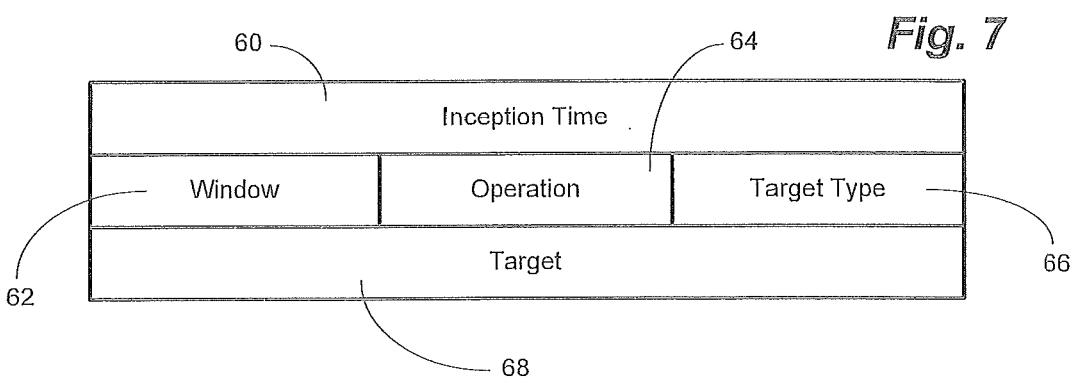 Fig. 7
60
64
Inception Time
Window
Operation
Target Type
62
66
Target
68